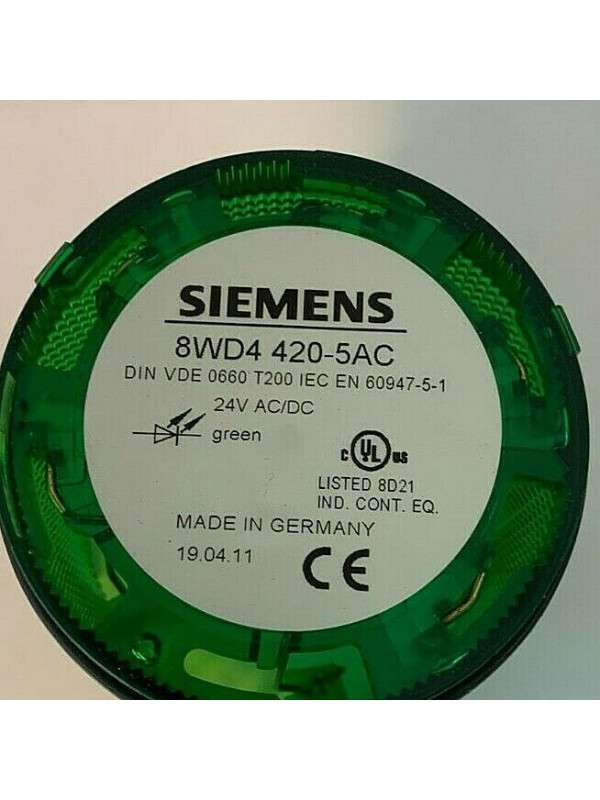 SIEMENS
8WD4 420-5AC
DIN VDE 0660 T200 IEC EN 60947-5-1
24V AC/DC
green
c UL us
LISTED 8D21
IND. CONT. EQ.
MADE IN GERMANY
19.04.11
CE